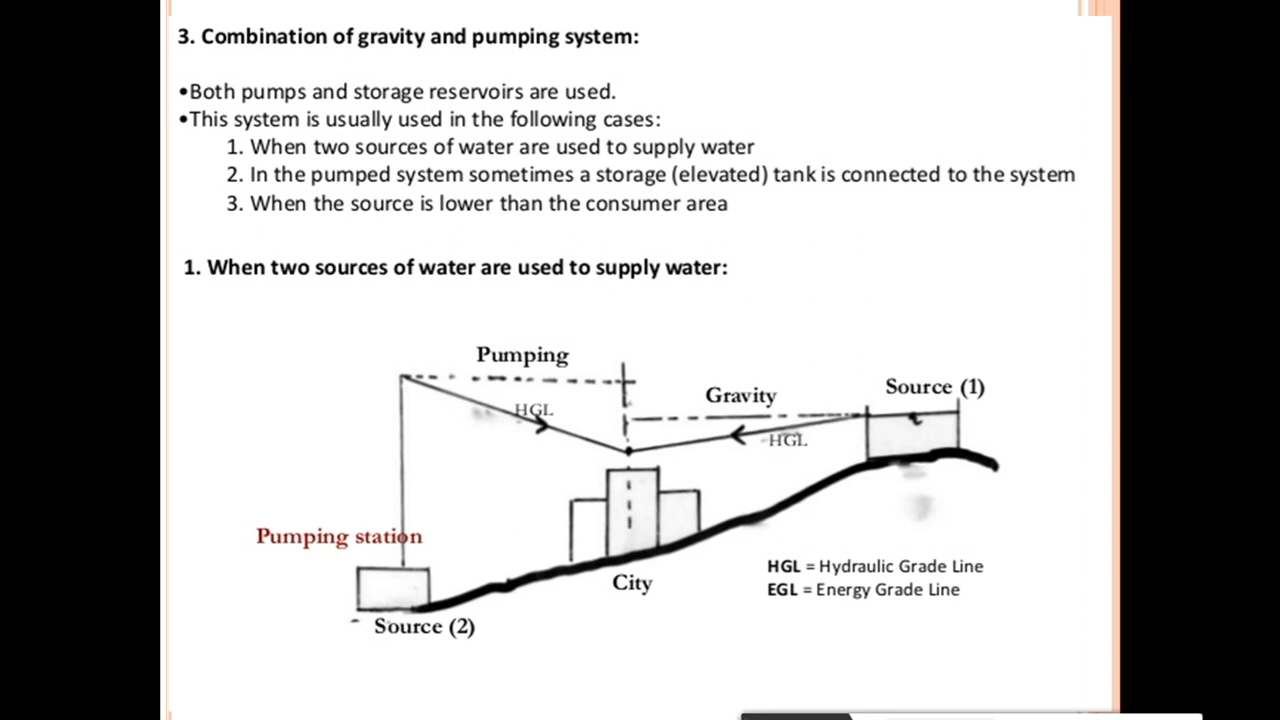 3. Combination of gravity and pumping system:
•Both pumps and storage reservoirs are used.
•This system is usually used in the following cases:
1. When two sources of water are used to supply water
2. In the pumped system sometimes a storage (elevated) tank is connected to the system
3. When the source is lower than the consumer area
1. When two sources of water are used to supply water:
Pumping
Source (1)
Gravity
HGL
HGL
Pumping station
HGL = Hydraulic Grade Line
City
EGL = Energy Grade Line
Source (2)